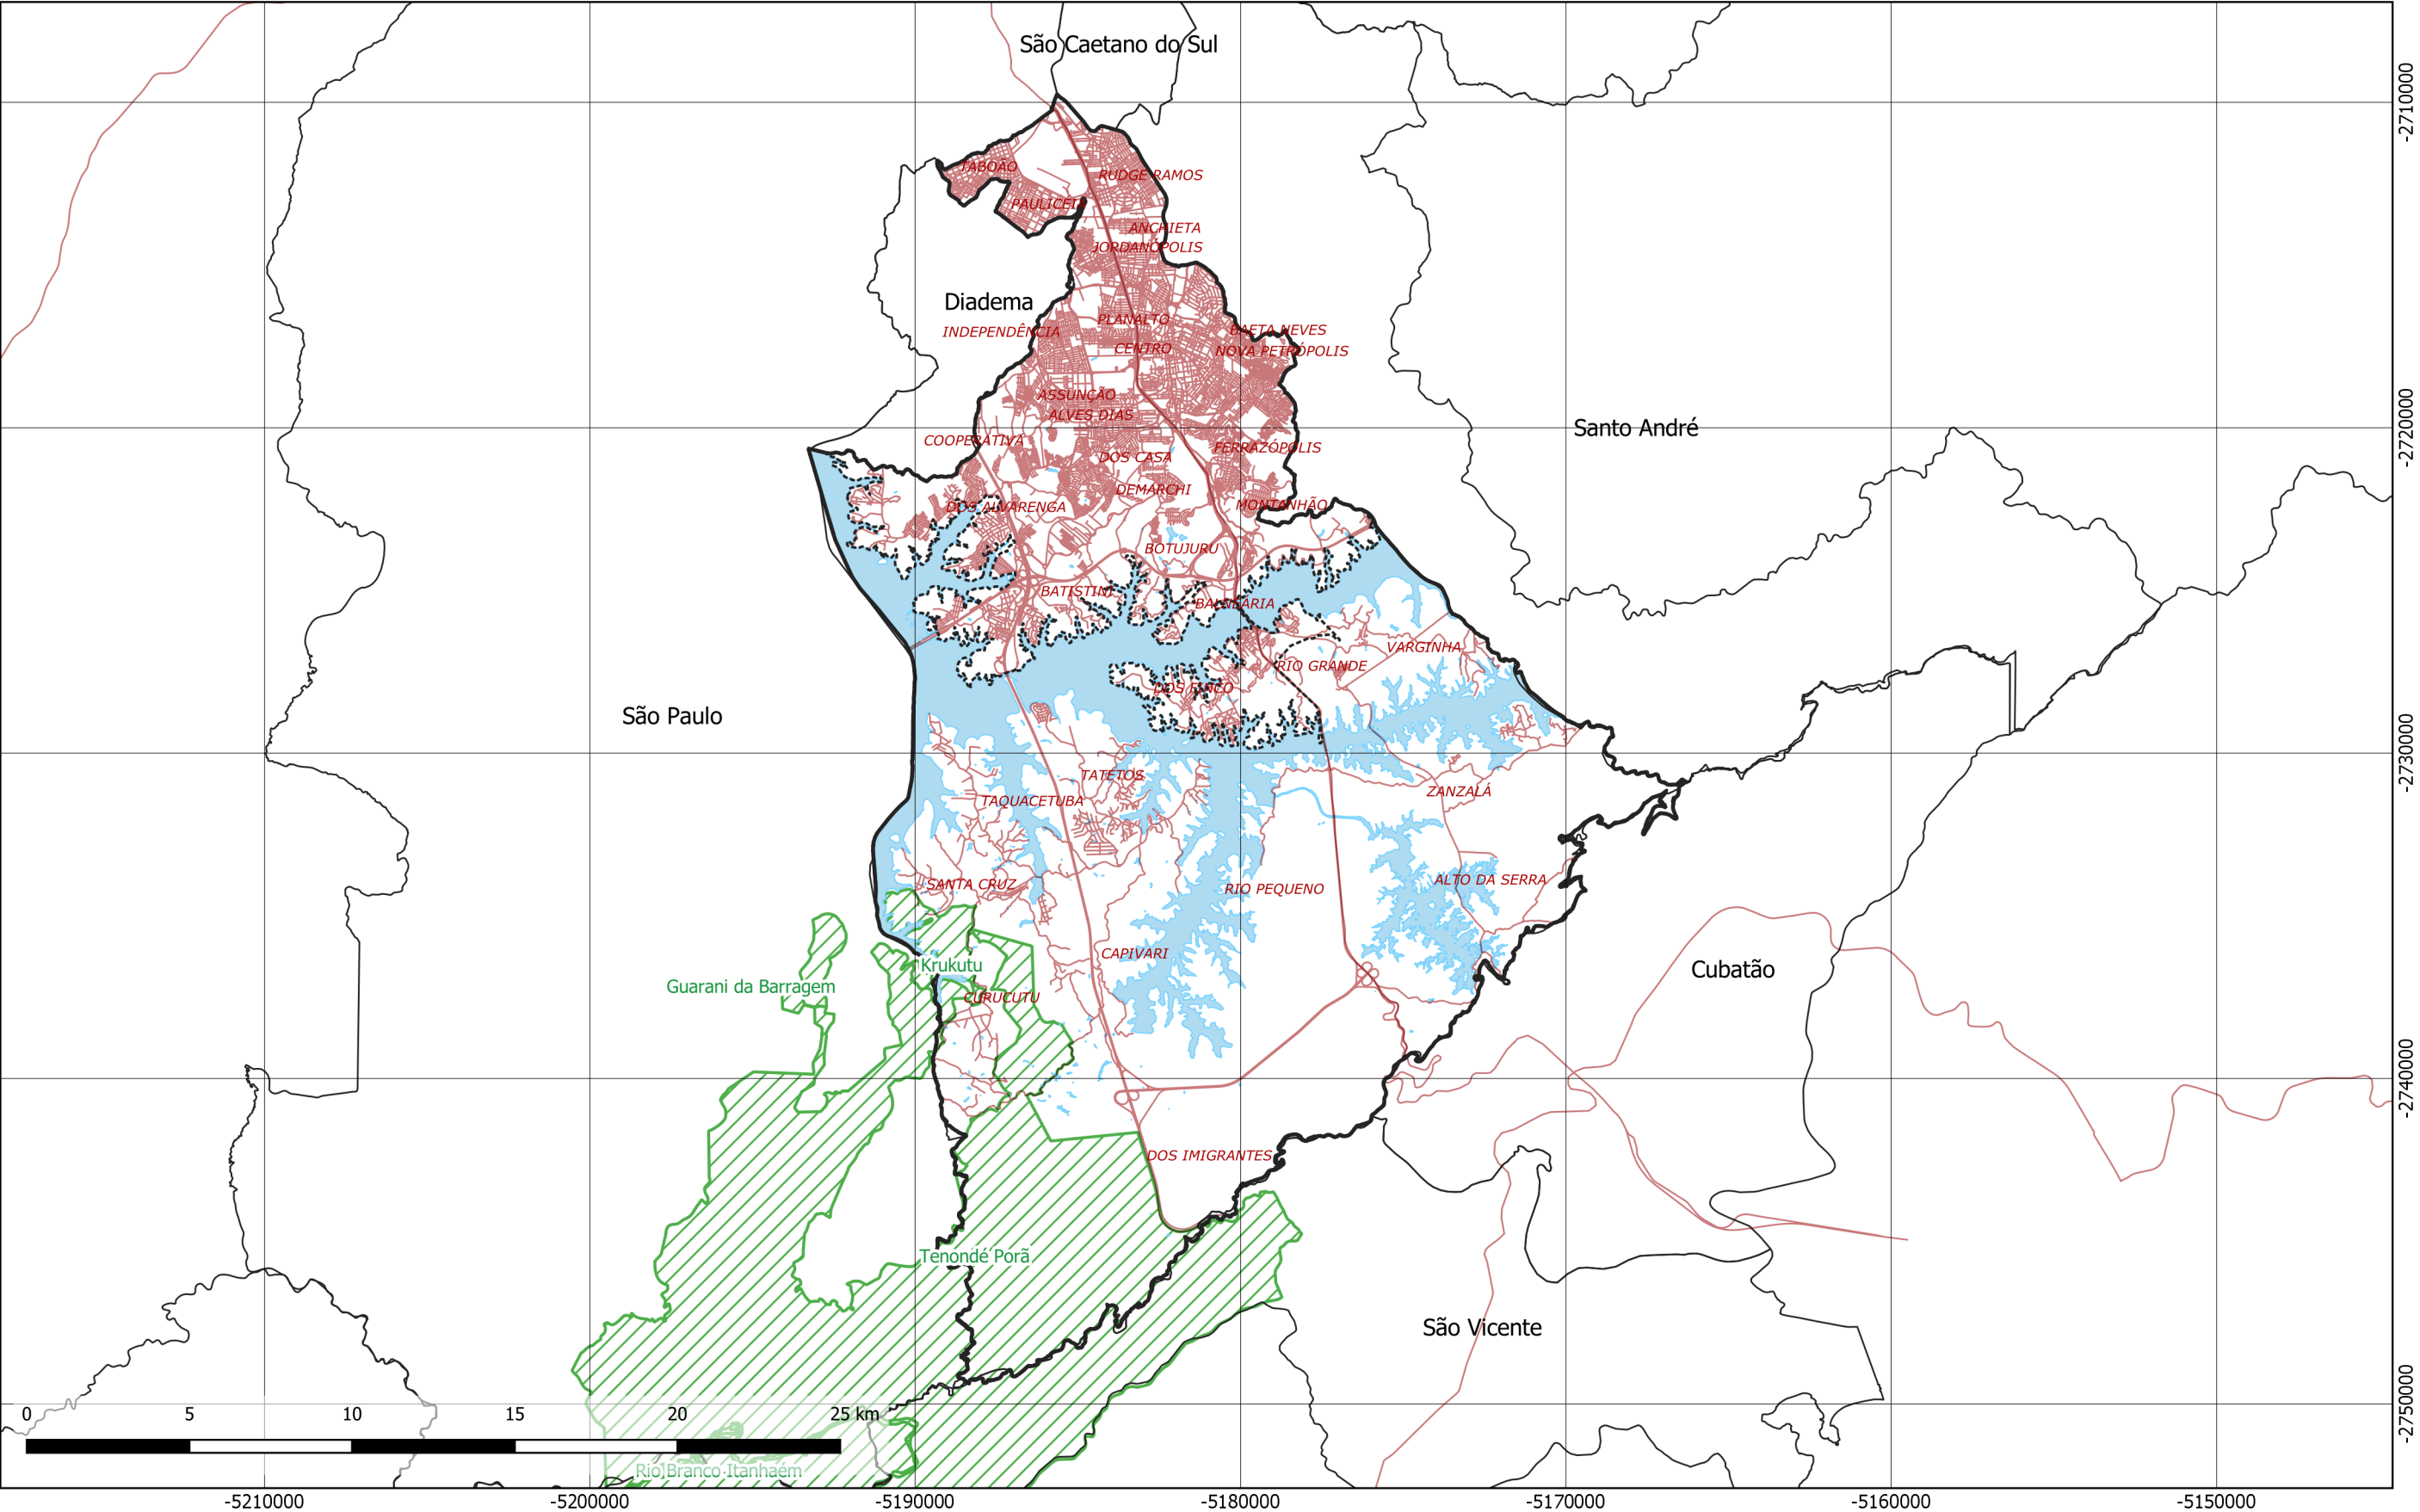 São Caetano do Sul
-2710000
TABOÃO
RUDGE RAMOS
PAULICÉIA
ANCHIETA
JORDANÓPOLIS
Diadema
PLANALTO
INDEPENDÊNCIA
BAETA NEVES
CENTRO
NOVA PETRÓPOLIS
ASSUNÇÃO
ALVES DIAS
Santo André
-2720000
COOPERATIVA
FERRAZÓPOLIS
DOS CASA
DEMARCHI
DOS ALVARENGA
MONTANHÃO
BOTUJURU
BATISTINI
BALNEÁRIA
VARGINHA
RIO GRANDE
DOS FINCO
São Paulo
-2730000
TATETOS
ZANZALÁ
TAQUACETUBA
SANTA CRUZ
RIO PEQUENO
ALTO DA SERRA
CAPIVARI
Krukutu
Cubatão
Guarani da Barragem
CURUCUTU
-2740000
DOS IMIGRANTES
Tenondé Porã
São Vicente
-2750000
0 5 10 15 20 25 km
Rio Branco Itanhaém
-5210000 -5200000 -5190000 -5180000 -5170000 -5160000 -5150000